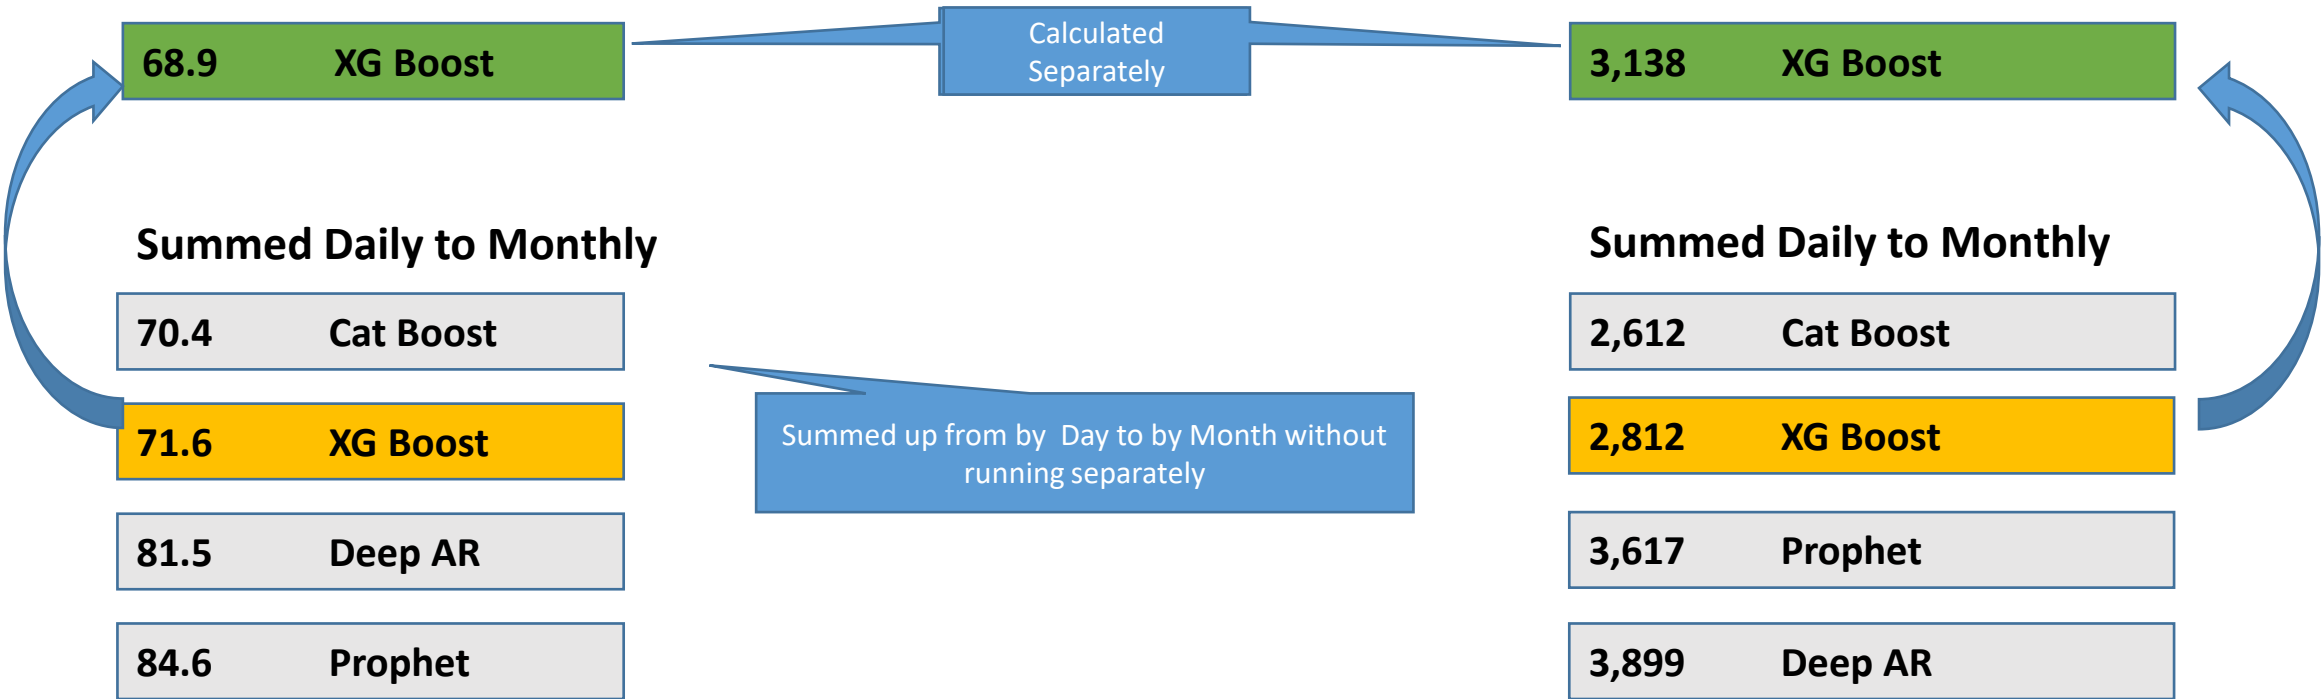 68.9 XG Boost
Calculated
Separately
3,138 XG Boost
Summed Daily to Monthly
70.4 Cat Boost
71.6 XG Boost
81.5 Deep AR
84.6 Prophet
Summed up from by Day to by Month without
running separately
Summed Daily to Monthly
2,612 Cat Boost
2,812 XG Boost
3,617 Prophet
3,899 Deep AR